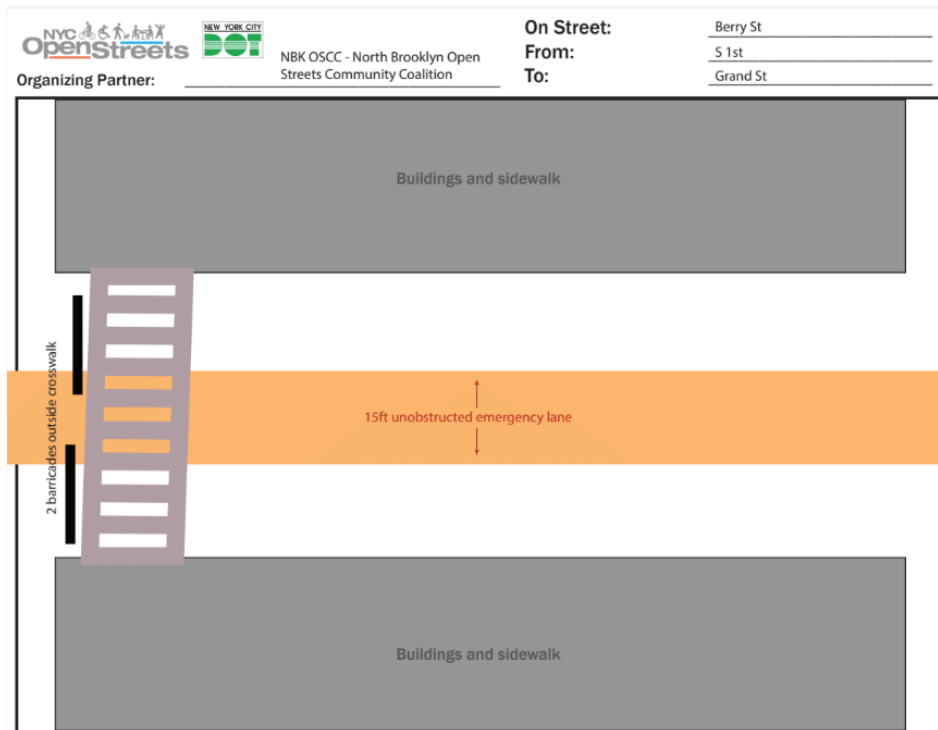 NYC
OpenStreets
NEW YORK CITY
DOT
Organizing Partner:
NBK OSCC - North Brooklyn Open
Streets Community Coalition
On Street:
Berry St
From:
S 1st
To:
Grand St
Buildings and sidewalk
2 barricades outside crosswalk
15ft unobstructed emergency lane
Buildings and sidewalk